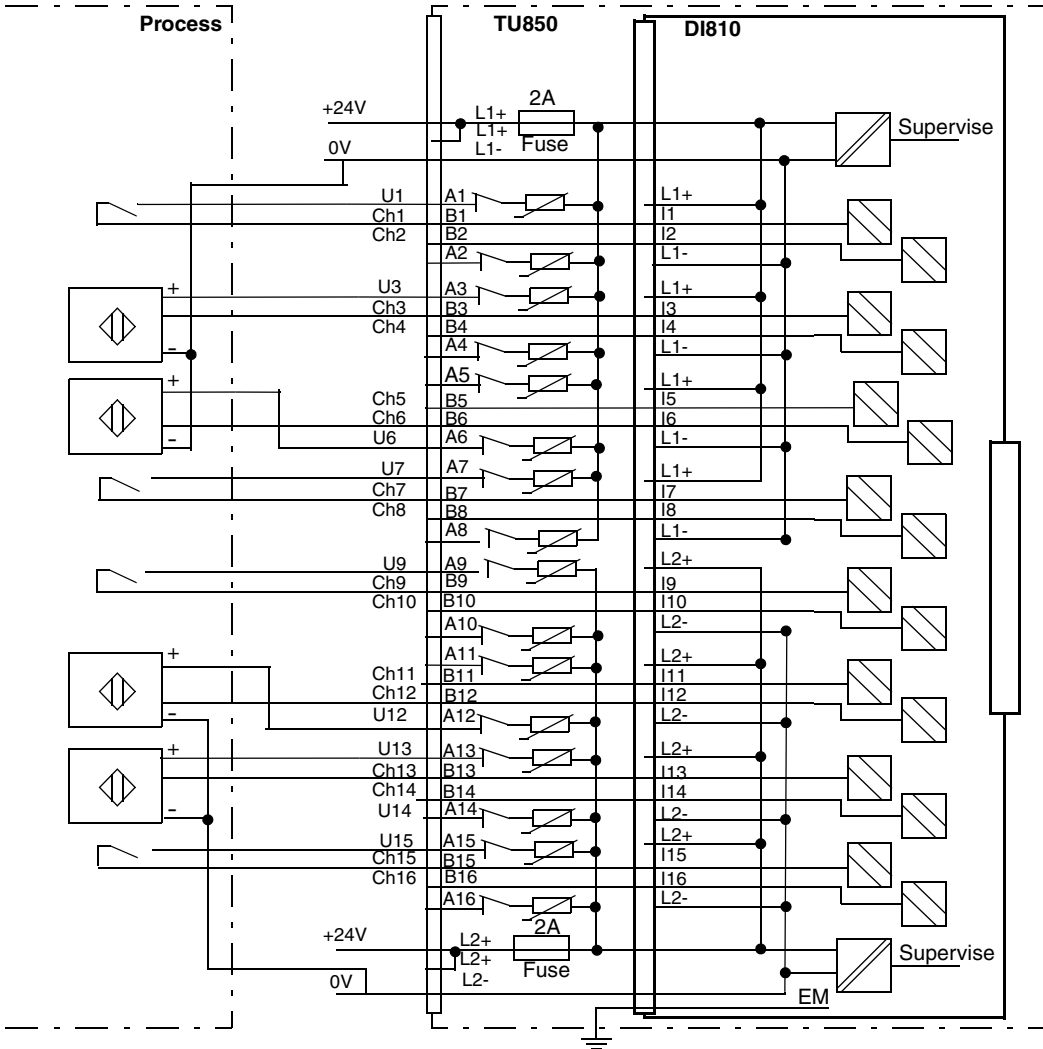 Process TU850 DI810
2A
+24V L1+
L1+ Fuse Supervise
0V L1-
U1 A1 L1+
Ch1 B1 I1
Ch2 B2 I2
A2 L1-
+ U3 A3 L1+
Ch3 B3 I3
Ch4 B4 I4
- A4 L1-
+ A5 L1+
Ch5 B5 I5
Ch6 B6 I6
- U6 A6 L1-
U7 A7 L1+
Ch7 B7 I7
Ch8 B8 I8
A8 L1-
U9 A9 L2+
Ch9 B9 I9
Ch10 B10 I10
A10 L2-
+ A11 L2+
Ch11 B11 I11
Ch12 B12 I12
- U12 A12 L2-
+ U13 A13 L2+
Ch13 B13 I13
Ch14 B14 I14
- U14 A14 L2-
U15 A15 L2+
Ch15 B15 I15
Ch16 B16 I16
A16 L2-
2A
+24V L2+
L2+ Fuse Supervise
0V L2-
EM